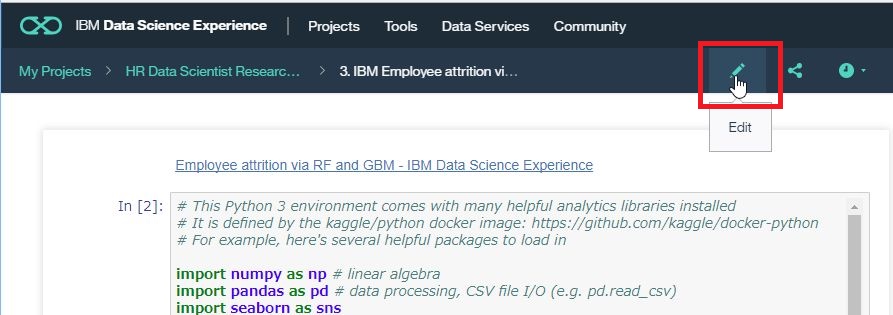 IBM Data Science Experience Projects Tools Data Services Community
My Projects > HR Data Scientist Researc... > 3. IBM Employee attrition vi...
Edit
Employee attrition via RF and GBM - IBM Data Science Experience
In [2]: # This Python 3 environment comes with many helpful analytics libraries installed
# It is defined by the kaggle/python docker image: https://github.com/kaggle/docker-python
# For example, here's several helpful packages to load in
import numpy as np # linear algebra
import pandas as pd # data processing, CSV file I/O (e.g. pd.read_csv)
import seaborn as sns